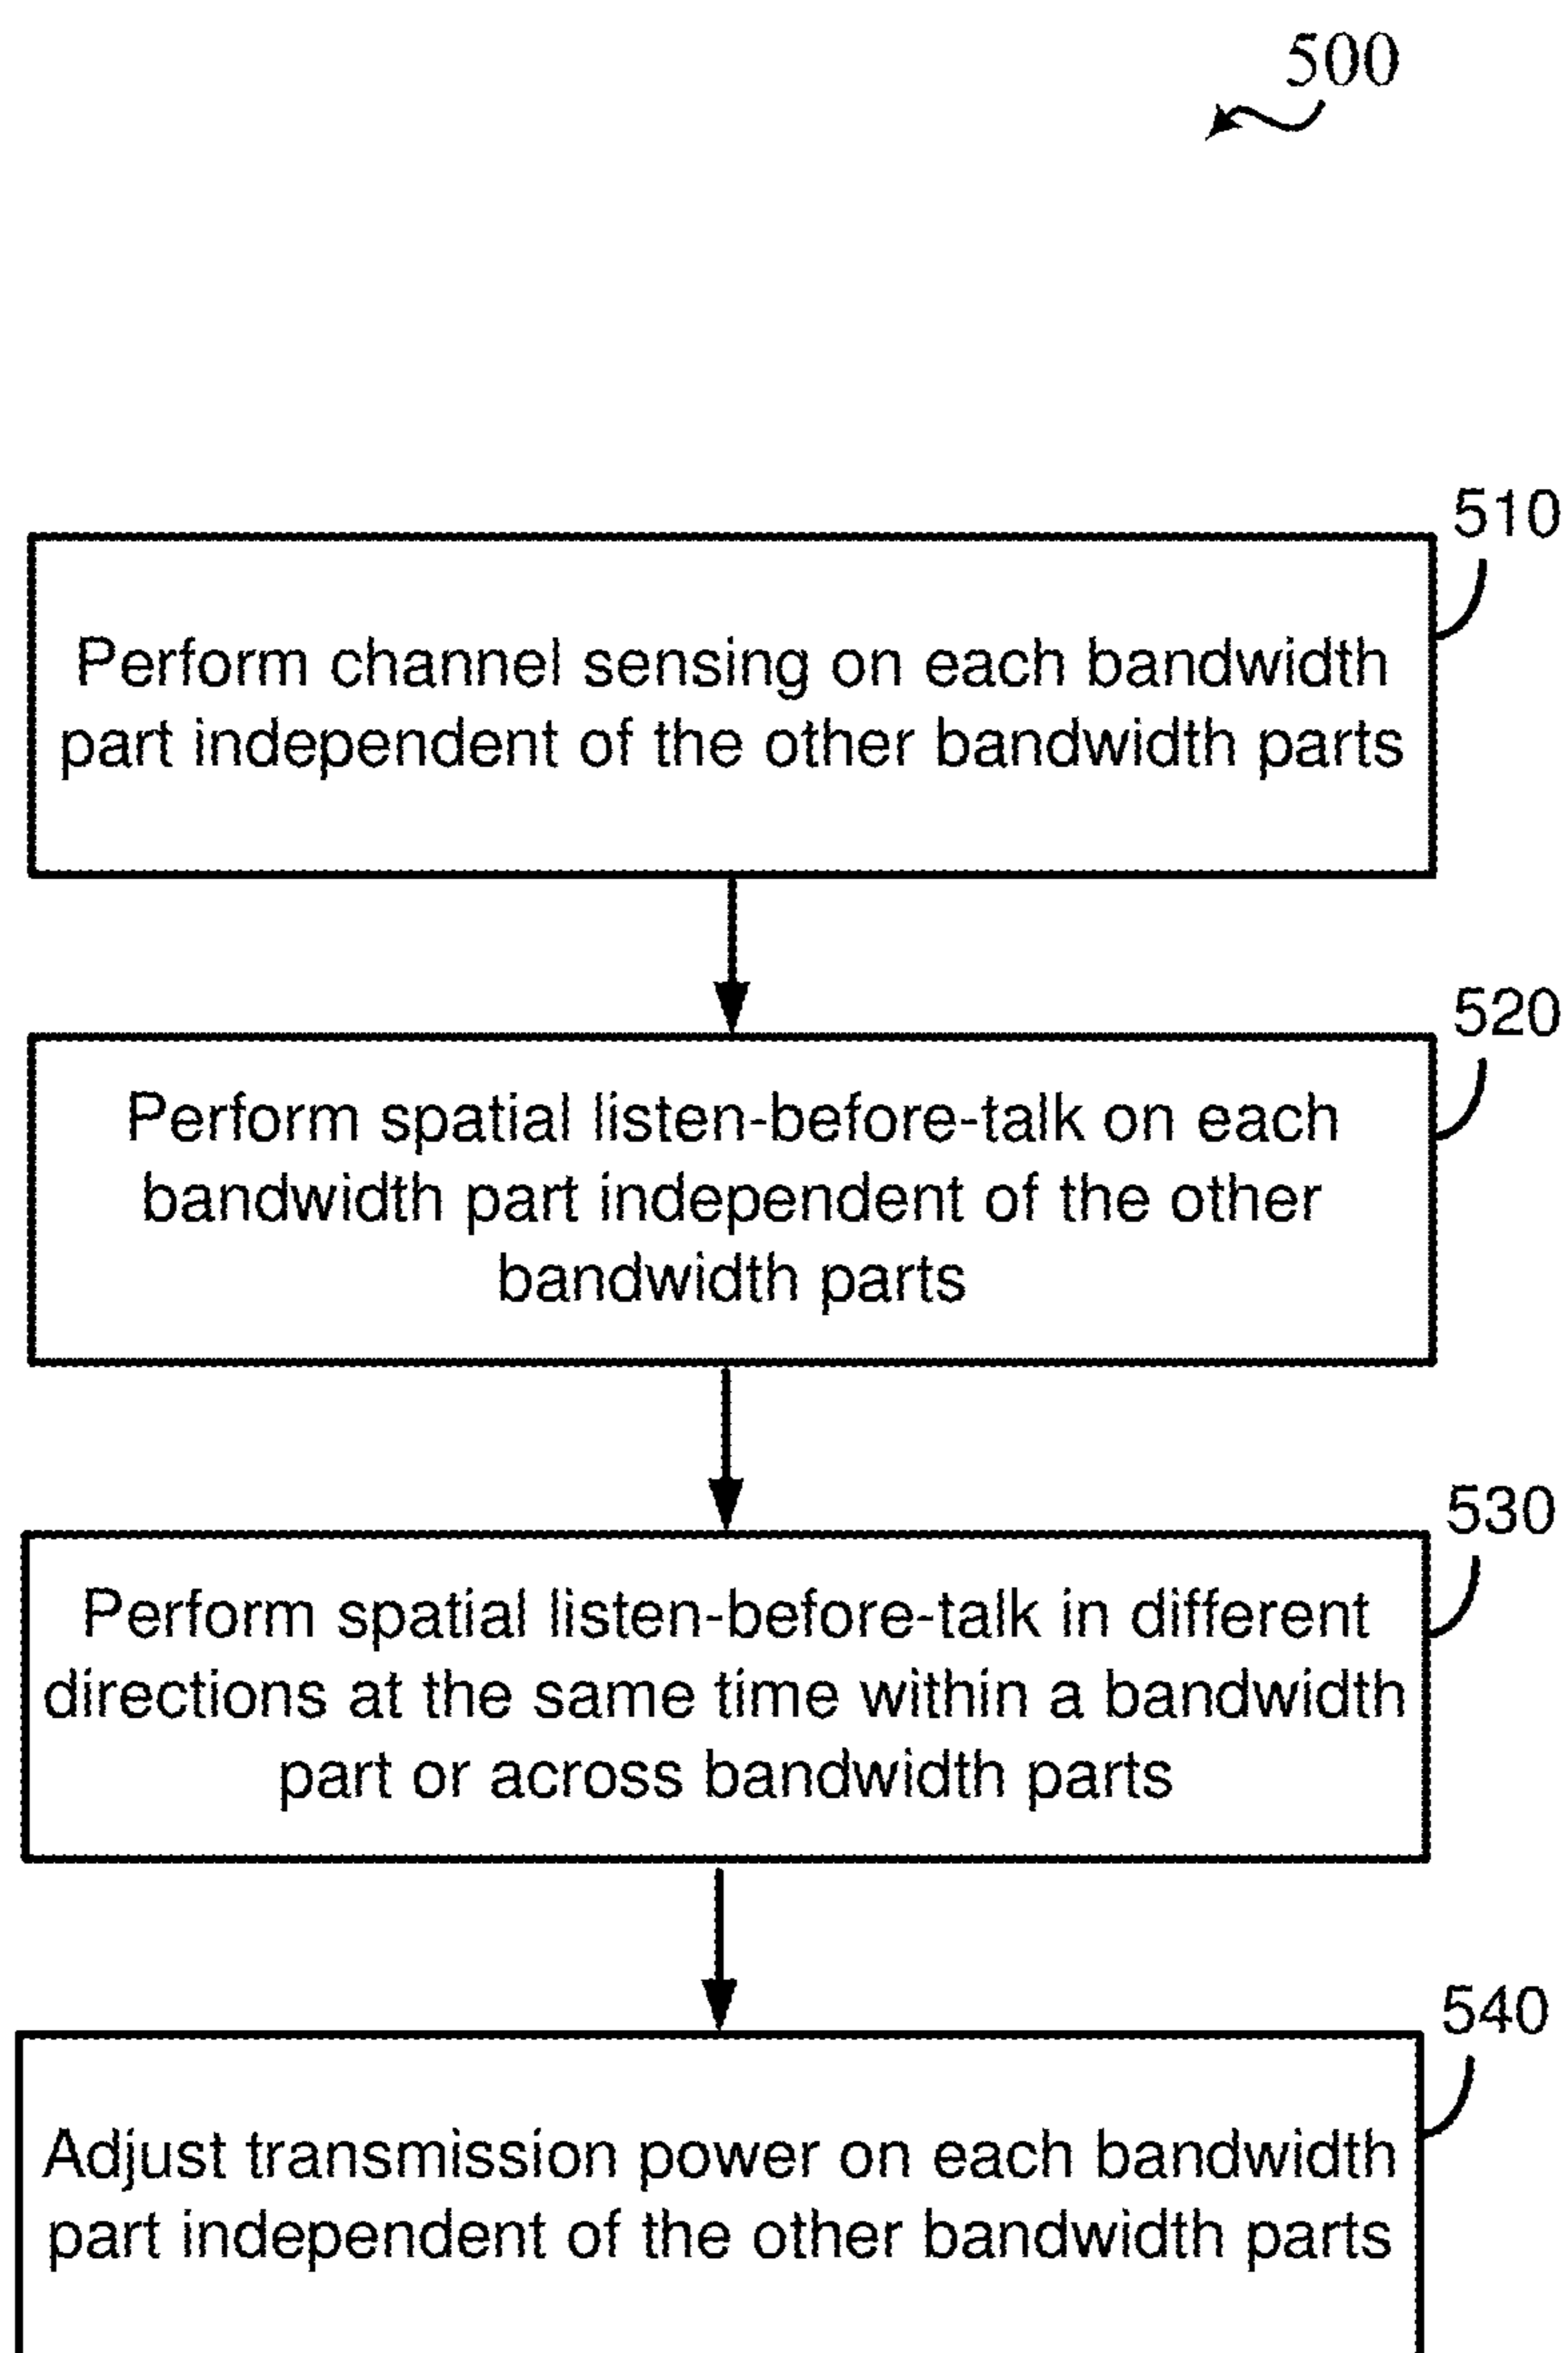 500
510
Perform channel sensing on each bandwidth
part independent of the other bandwidth parts
520
Perform spatial listen-before-talk on each
bandwidth part independent of the other
bandwidth parts
530
Perform spatial listen-before-talk in different
directions at the same time within a bandwidth
part or across bandwidth parts
540
Adjust transmission power on each bandwidth
part independent of the other bandwidth parts